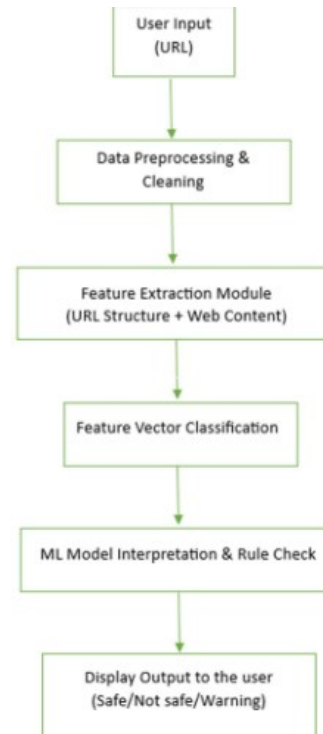 User Input
(URL)
Data Preprocessing &
Cleaning
Feature Extraction Module
(URL Structure + Web Content)
Feature Vector Classification
ML Model Interpretation & Rule Check
Display Output to the user
(Safe/Not safe/Warning)